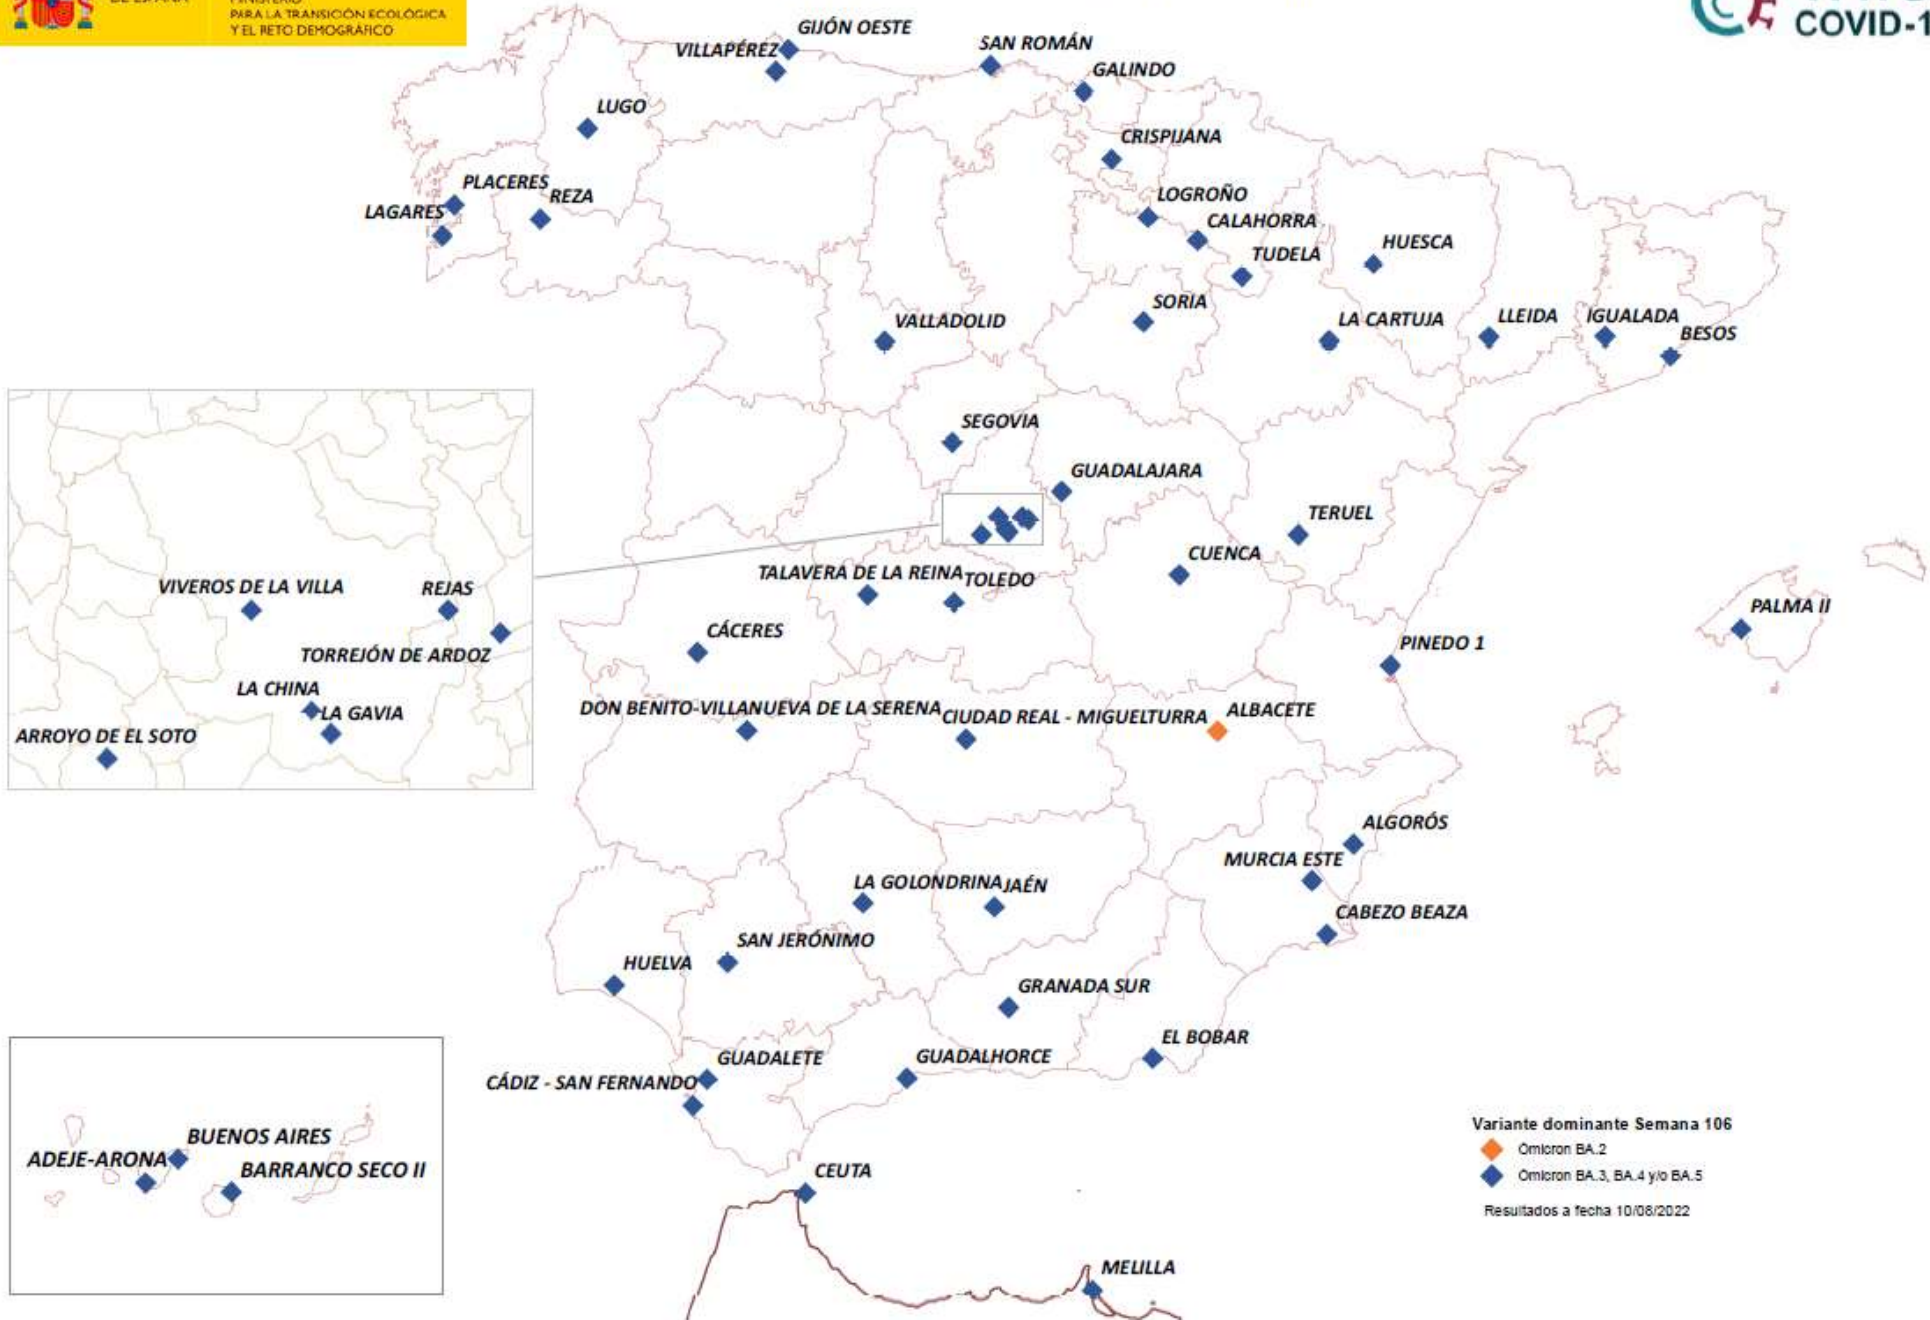 PARA LA TRANSICIÓN ECOLÓGICA
Y EL RETO DEMOGRÁFICO
COVID-1
GIJÓN OESTE
VILLAPÉREZ
SAN ROMÁN
GALINDO
LUGO
CRISPIJANA
PLACERES
REZA
LAGARES
LOGROÑO
CALAHORRA
TUDELA
HUESCA
SORIA
VALLADOLID
LA CARTUJA
LLEIDA
IGUALADA
BESOS
SEGOVIA
GUADALAJARA
TERUEL
CUENCA
TALAVERA DE LA REINA
TOLEDO
VIVEROS DE LA VILLA
REJAS
TORREJÓN DE ARDOZ
LA CHINA
LA GAVIA
ARROYO DE EL SOTO
CÁCERES
PALMA II
PINEDO 1
DON BENITO-VILLANUEVA DE LA SERENA
CIUDAD REAL - MIGUELTURRA
ALBACETE
ALGORÓS
MURCIA ESTE
LA GOLONDRINA
JAÉN
CABEZO BEAZA
SAN JERÓNIMO
HUELVA
GRANADA SUR
EL BOBAR
GUADALETE
GUADALHORCE
CÁDIZ - SAN FERNANDO
BUENOS AIRES
ADEJE-ARONA
BARRANCO SECO II
CEUTA
MELILLA
Variante dominante Semana 106
Omicron BA.2
Omicron BA.3, BA.4 y/o BA.5
Resultados a fecha 10/08/2022